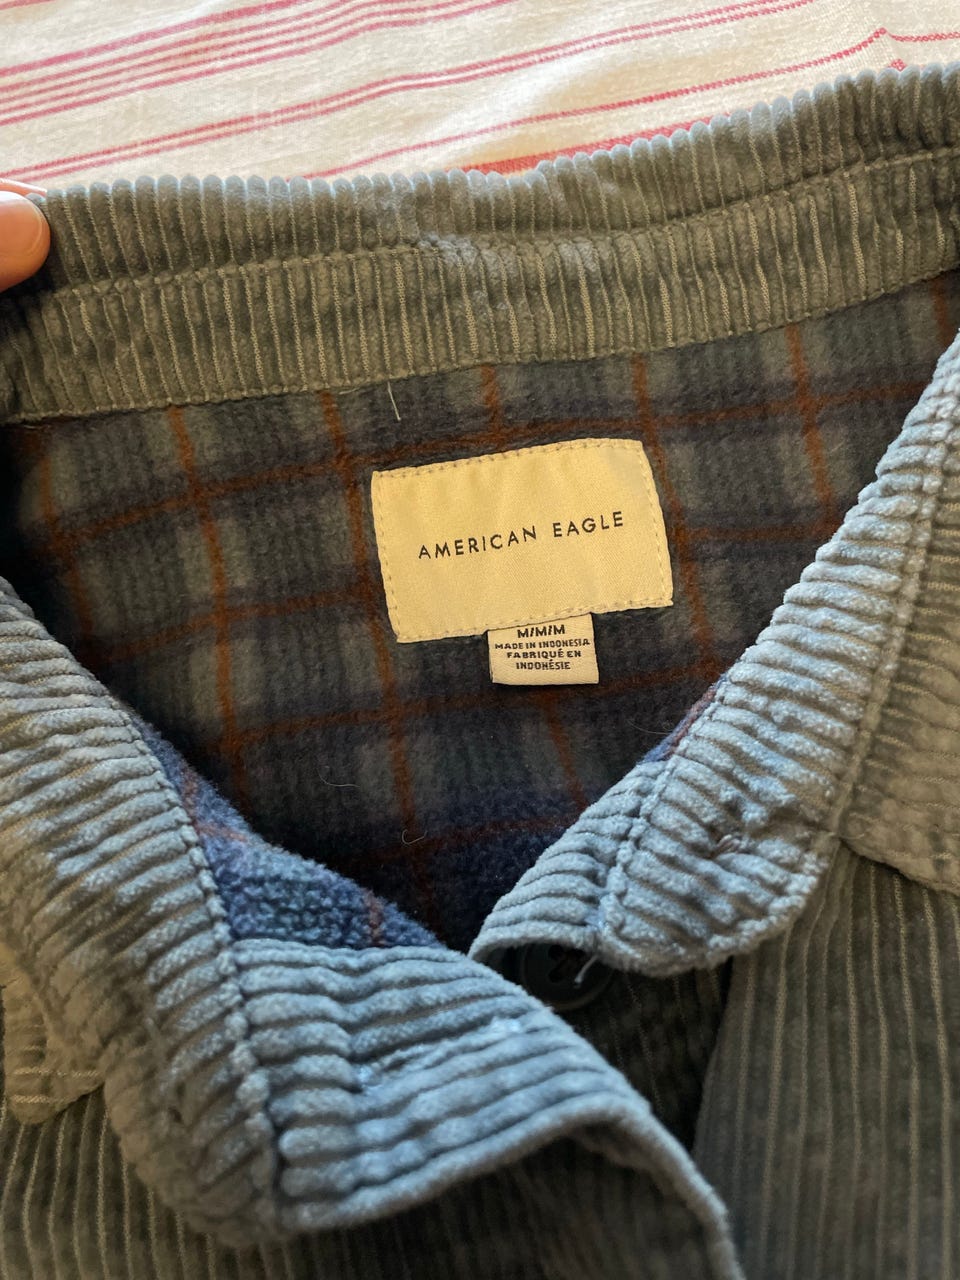 AMERICAN EAGLE
M/M/M
MADE IN INDONESIA
FABRIQUÉ EN
INDONÉSIE